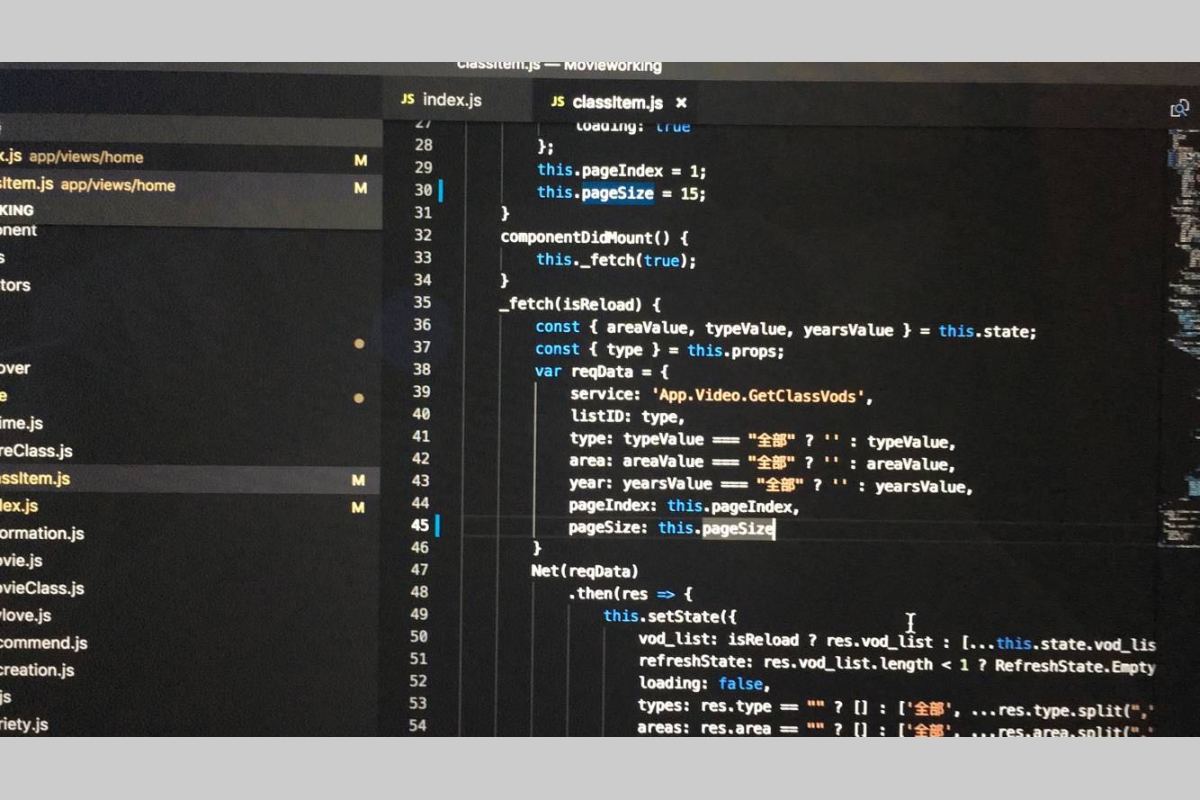 classItem.js — Movieworking
JS index.js
JS classItem.js ×
x.js app/views/home M
sItem.js app/views/home M
KING
onent
s
tors
over
e
ime.js
reClass.js
assItem.js M
dex.js M
ormation.js
ovie.js
ovieClass.js
ylove.js
commend.js
creation.js
js
riety.js
27 loading: true
28 };
29 this.pageIndex = 1;
30 this.pageSize = 15;
31 }
32 componentDidMount() {
33 this._fetch(true);
34 }
35 _fetch(isReload) {
36 const { areaValue, typeValue, yearsValue } = this.state;
37 const { type } = this.props;
38 var reqData = {
39 service: 'App.Video.GetClassVods',
40 listID: type,
41 type: typeValue === "全部" ? '' : typeValue,
42 area: areaValue === "全部" ? '' : areaValue,
43 year: yearsValue === "全部" ? '' : yearsValue,
44 pageIndex: this.pageIndex,
45 pageSize: this.pageSize
46 }
47 Net(reqData)
48 .then(res => {
49 this.setState({
50 vod_list: isReload ? res.vod_list : [...this.state.vod_lis
51 refreshState: res.vod_list.length < 1 ? RefreshState.Empty
52 loading: false,
53 types: res.type == "" ? [] : ['全部', ...res.type.split(","
54 areas: res.area == "" ? [] : ['全部', ...res.area.split(","